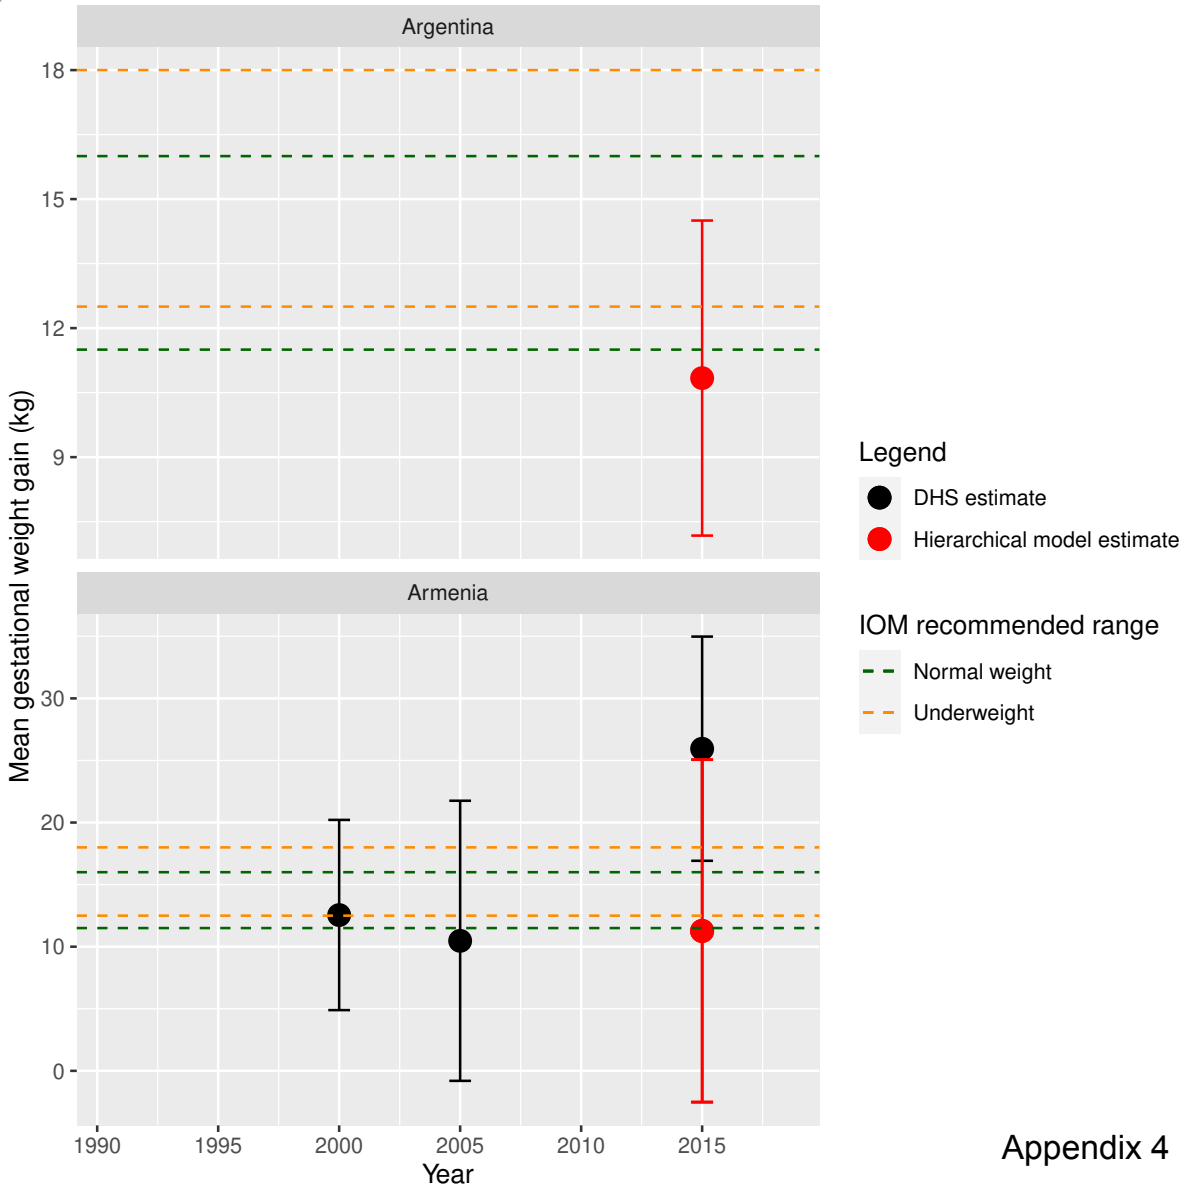 Argentina
18
15
12
9
Armenia
30
20
10
0
1990 1995 2000 2005 2010 2015
Year
Mean gestational weight gain (kg)
Legend
DHS estimate
Hierarchical model estimate
IOM recommended range
Normal weight
Underweight
Appendix 4